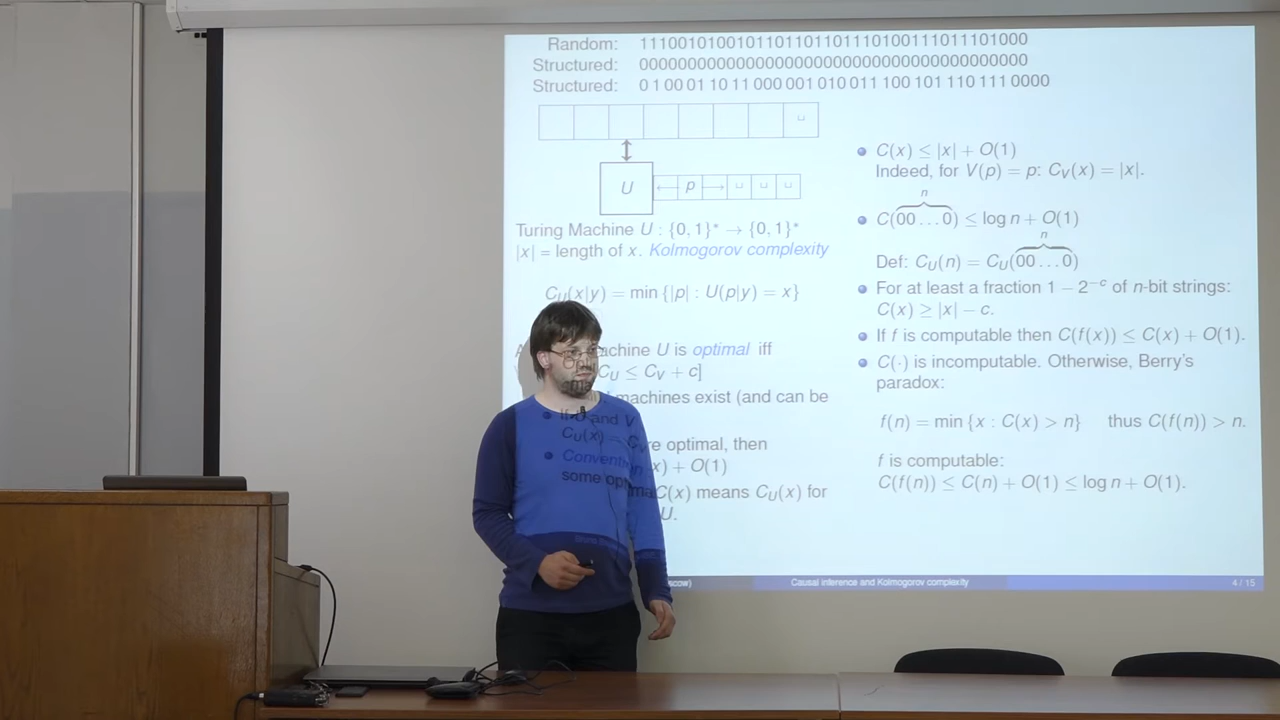 Random: 1110010100101101101101110100111011101000
Structured: 0000000000000000000000000000000000000000
Structured: 0 1 00 01 10 11 000 001 010 011 100 101 110 111 0000
␣
U ← p → ␣ ␣ ␣
Turing Machine U : {0, 1}* → {0, 1}*
|x| = length of x. Kolmogorov complexity
C_U(x|y) = min {|p| : U(p|y) = x}
achine U is optimal iff
C_U ≤ C_V + c]
machines exist (and can be
If U and V re optimal, then
C_U(x) = C x) + O(1)
C(x) means C_U(x) for
some U.
C(x) ≤ |x| + O(1)
Indeed, for V(p) = p: C_V(x) = |x|.
n
C(00...0) ≤ log n + O(1)
n
Def: C_U(n) = C_U(00...0)
For at least a fraction 1 − 2^{−c} of n-bit strings:
C(x) ≥ |x| − c.
If f is computable then C(f(x)) ≤ C(x) + O(1).
C(·) is incomputable. Otherwise, Berry's
paradox:
f(n) = min {x : C(x) > n} thus C(f(n)) > n.
f is computable:
C(f(n)) ≤ C(n) + O(1) ≤ log n + O(1).
scow) Causal inference and Kolmogorov complexity 4 / 15